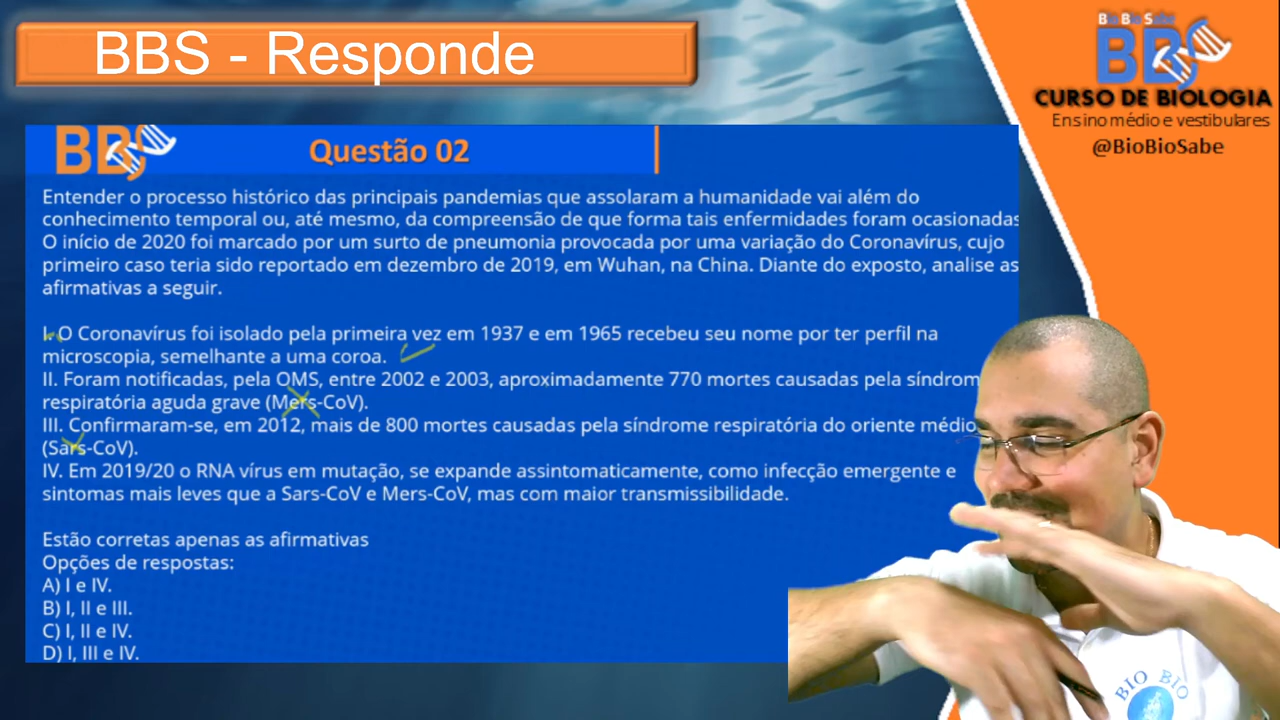 BBS - Responde
Bio Bio Sabe
BBS
CURSO DE BIOLOGIA
Ensino médio e vestibulares
@BioBioSabe
BBS
Questão 02
Entender o processo histórico das principais pandemias que assolaram a humanidade vai além do
conhecimento temporal ou, até mesmo, da compreensão de que forma tais enfermidades foram ocasionadas
O início de 2020 foi marcado por um surto de pneumonia provocada por uma variação do Coronavírus, cujo
primeiro caso teria sido reportado em dezembro de 2019, em Wuhan, na China. Diante do exposto, analise as
afirmativas a seguir.
I. O Coronavírus foi isolado pela primeira vez em 1937 e em 1965 recebeu seu nome por ter perfil na
microscopia, semelhante a uma coroa.
II. Foram notificadas, pela OMS, entre 2002 e 2003, aproximadamente 770 mortes causadas pela síndrom
respiratória aguda grave (Mers-CoV).
III. Confirmaram-se, em 2012, mais de 800 mortes causadas pela síndrome respiratória do oriente médio
(Sars-CoV).
IV. Em 2019/20 o RNA vírus em mutação, se expande assintomaticamente, como infecção emergente e
sintomas mais leves que a Sars-CoV e Mers-CoV, mas com maior transmissibilidade.
Estão corretas apenas as afirmativas
Opções de respostas:
A) I e IV.
B) I, II e III.
C) I, II e IV.
D) I, III e IV.
BIO BIO